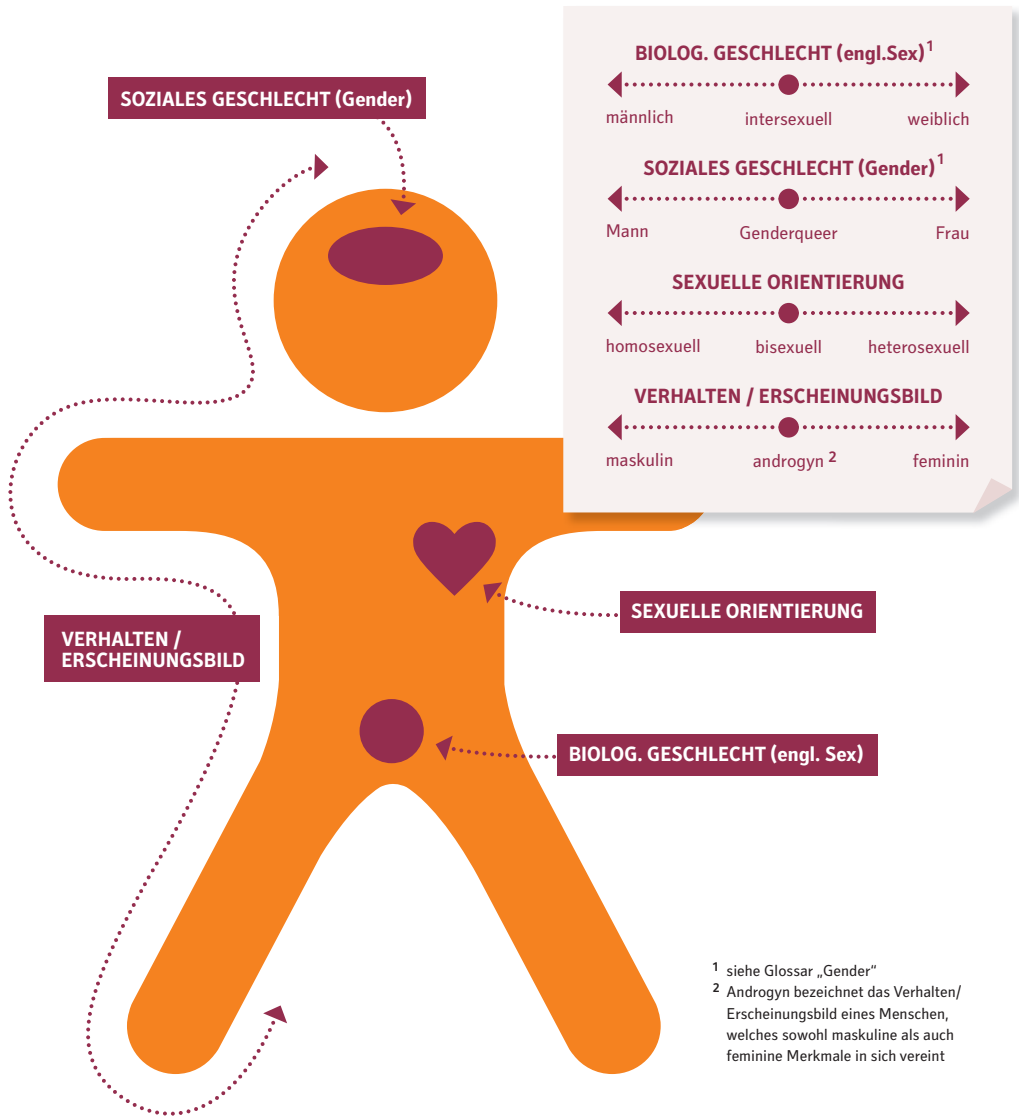 SOZIALES GESCHLECHT (Gender)
BIOLOG. GESCHLECHT (engl.Sex)¹
männlich intersexuell weiblich
SOZIALES GESCHLECHT (Gender)¹
Mann Genderqueer Frau
SEXUELLE ORIENTIERUNG
homosexuell bisexuell heterosexuell
VERHALTEN / ERSCHEINUNGSBILD
maskulin androgyn ² feminin
SEXUELLE ORIENTIERUNG
VERHALTEN /
ERSCHEINUNGSBILD
BIOLOG. GESCHLECHT (engl. Sex)
¹ siehe Glossar „Gender“
² Androgyn bezeichnet das Verhalten/
Erscheinungsbild eines Menschen,
welches sowohl maskuline als auch
feminine Merkmale in sich vereint